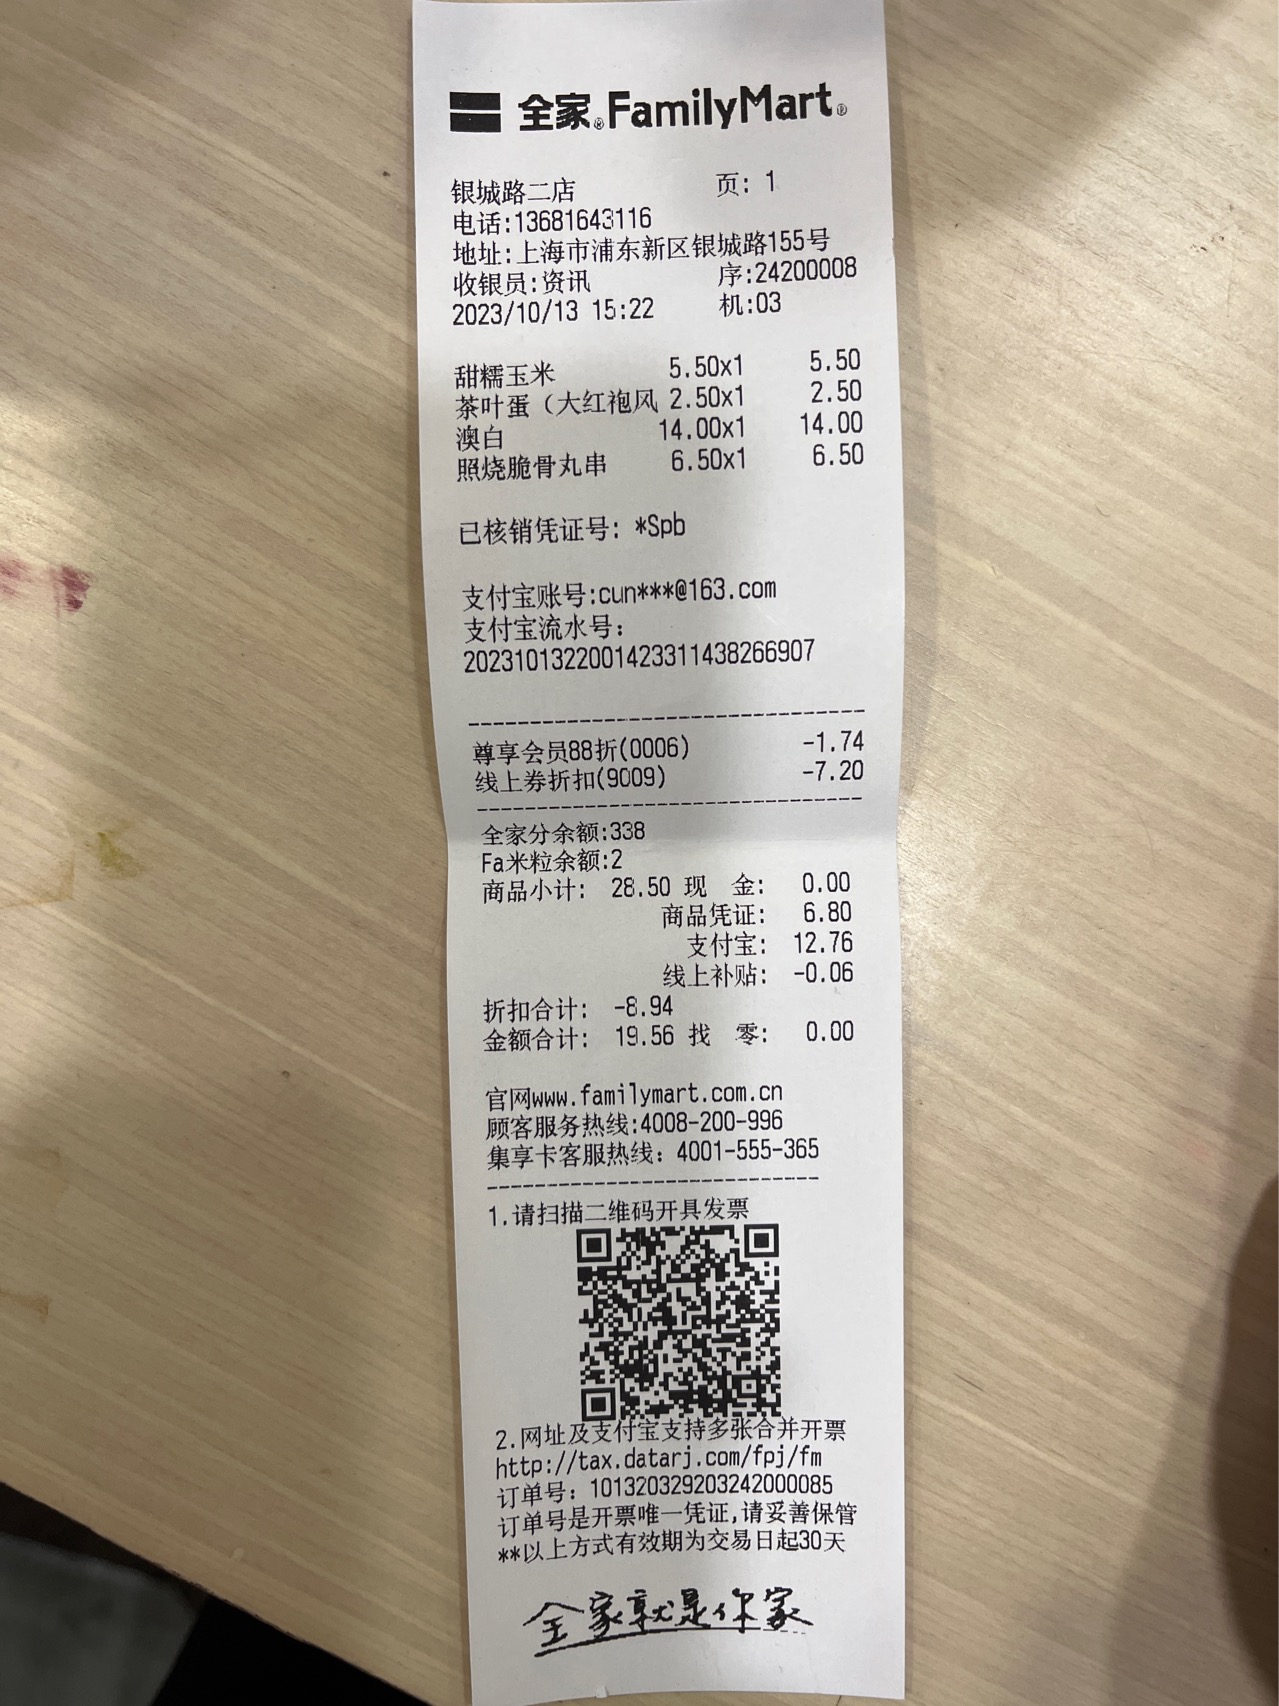 全家®FamilyMart®
银城路二店 页: 1
电话:13681643116
地址:上海市浦东新区银城路155号
收银员:资讯 序:24200008
2023/10/13 15:22 机:03
甜糯玉米 5.50x1 5.50
茶叶蛋（大红袍风 2.50x1 2.50
澳白 14.00x1 14.00
照烧脆骨丸串 6.50x1 6.50
已核销凭证号: *Spb
支付宝账号:cun***@163.com
支付宝流水号:
2023101322001423311438266907
--------------------------------
尊享会员88折(0006) -1.74
线上券折扣(9009) -7.20
--------------------------------
全家分余额:338
Fa米粒余额:2
商品小计: 28.50 现 金: 0.00
商品凭证: 6.80
支付宝: 12.76
线上补贴: -0.06
折扣合计: -8.94
金额合计: 19.56 找 零: 0.00
官网www.familymart.com.cn
顾客服务热线:4008-200-996
集享卡客服热线: 4001-555-365
----------------------------
1.请扫描二维码开具发票
2.网址及支付宝支持多张合并开票
http://tax.datarj.com/fpj/fm
订单号: 101320329203242000085
订单号是开票唯一凭证,请妥善保管
**以上方式有效期为交易日起30天
全家就是你家